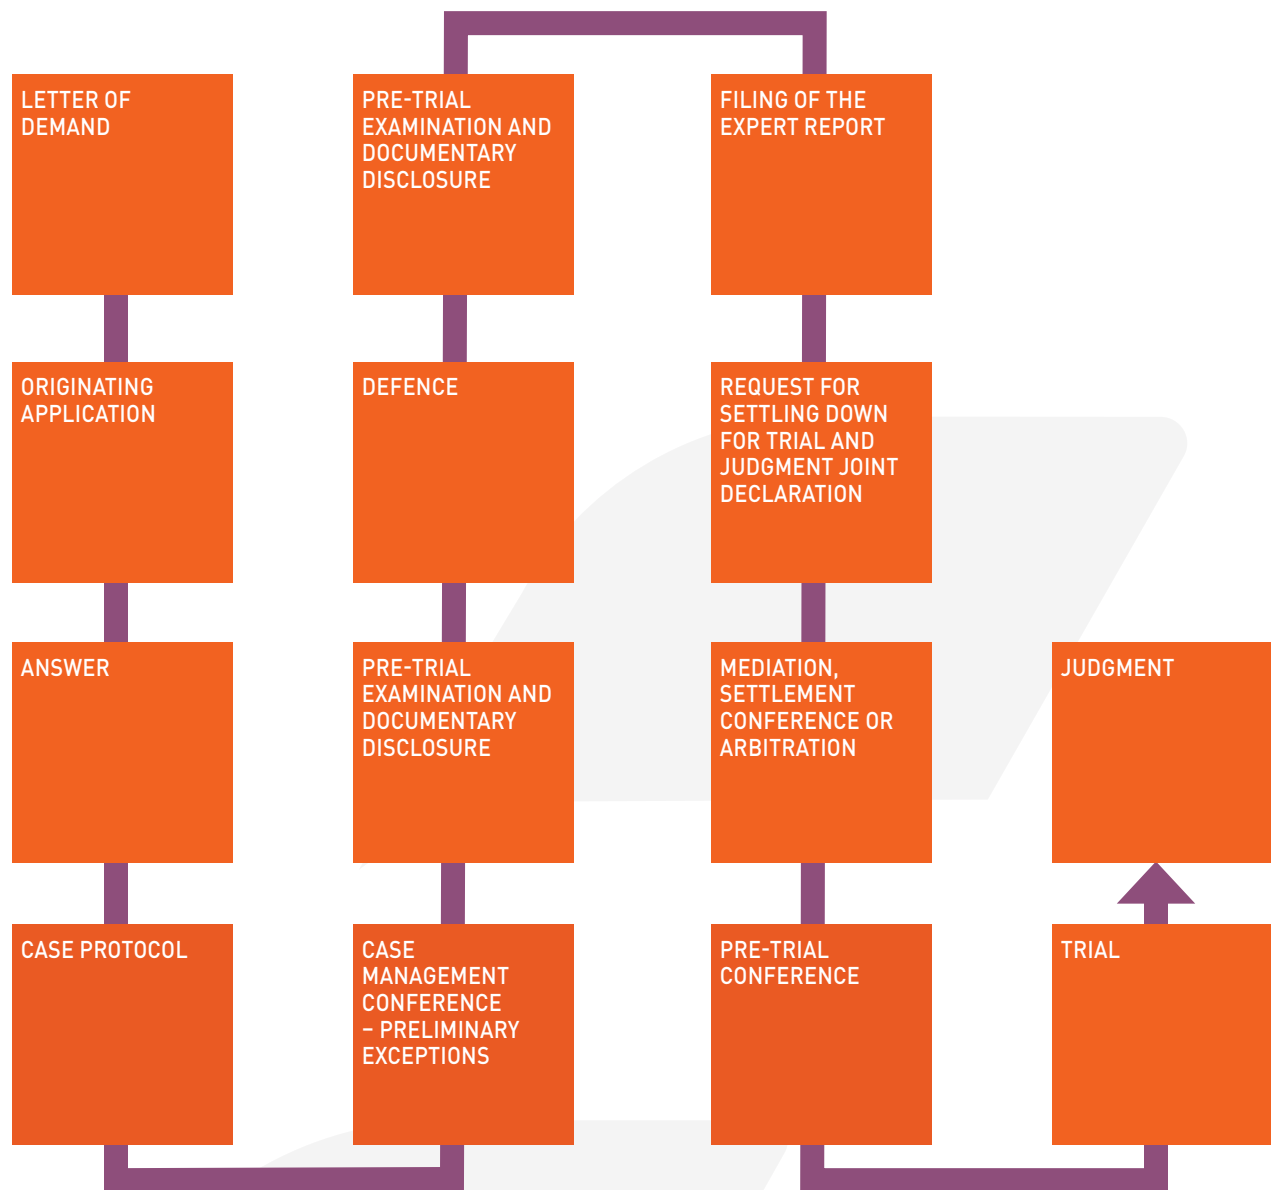 LETTER OF
DEMAND
ORIGINATING
APPLICATION
ANSWER
CASE PROTOCOL
CASE
MANAGEMENT
CONFERENCE
– PRELIMINARY
EXCEPTIONS
PRE-TRIAL
EXAMINATION AND
DOCUMENTARY
DISCLOSURE
DEFENCE
PRE-TRIAL
EXAMINATION AND
DOCUMENTARY
DISCLOSURE
FILING OF THE
EXPERT REPORT
REQUEST FOR
SETTLING DOWN
FOR TRIAL AND
JUDGMENT JOINT
DECLARATION
MEDIATION,
SETTLEMENT
CONFERENCE OR
ARBITRATION
PRE-TRIAL
CONFERENCE
TRIAL
JUDGMENT